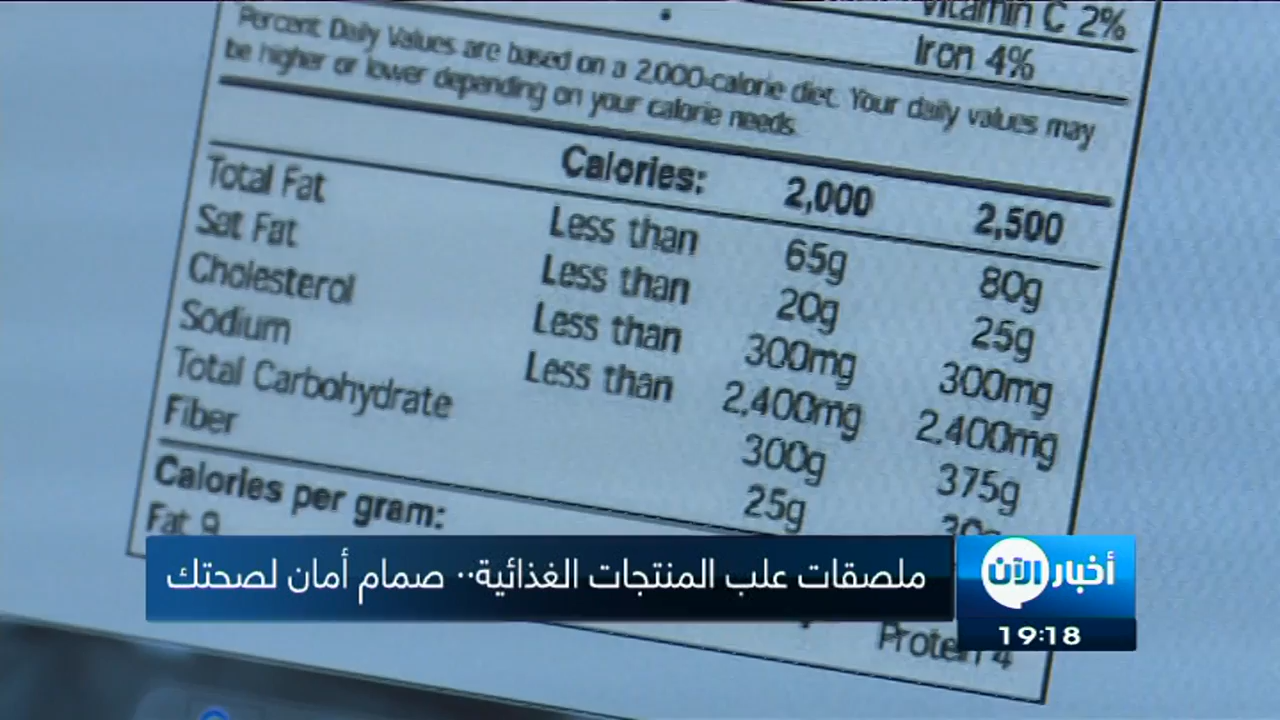 Vitamin C 2%
Iron 4%
Percent Daily Values are based on a 2,000-calorie diet. Your daily values may
be higher or lower depending on your calorie needs.
Calories: 2,000 2,500
Total Fat Less than 65g 80g
Sat Fat Less than 20g 25g
Cholesterol Less than 300mg 300mg
Sodium Less than 2,400mg 2,400mg
Total Carbohydrate 300g 375g
Fiber 25g 30g
Calories per gram:
Fat 9
Protein 4
ملصقات علب المنتجات الغذائية.. صمام أمان لصحتك
أخبار الآن
19:18